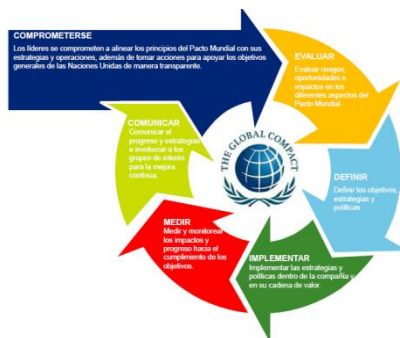 COMPROMETERSE
Los líderes se comprometen a alinear los principios del Pacto Mundial con sus
estrategias y operaciones, además de tomar acciones para apoyar los objetivos
generales de las Naciones Unidas de manera transparente.
EVALUAR
Evaluar riesgos,
oportunidades e
impactos en los
diferentes aspectos del
Pacto Mundial.
DEFINIR
Definir los objetivos,
estrategias y
políticas
IMPLEMENTAR
Implementar las estrategias y
políticas dentro de la compañía y
en su cadena de valor.
MEDIR
Medir y monitorear
los impactos y
progreso hacia el
cumplimiento de los
objetivos.
COMUNICAR
Comunicar el
progreso y estrategias
e involucrar a los
grupos de interés
para la mejora
continua.
THE GLOBAL COMPACT